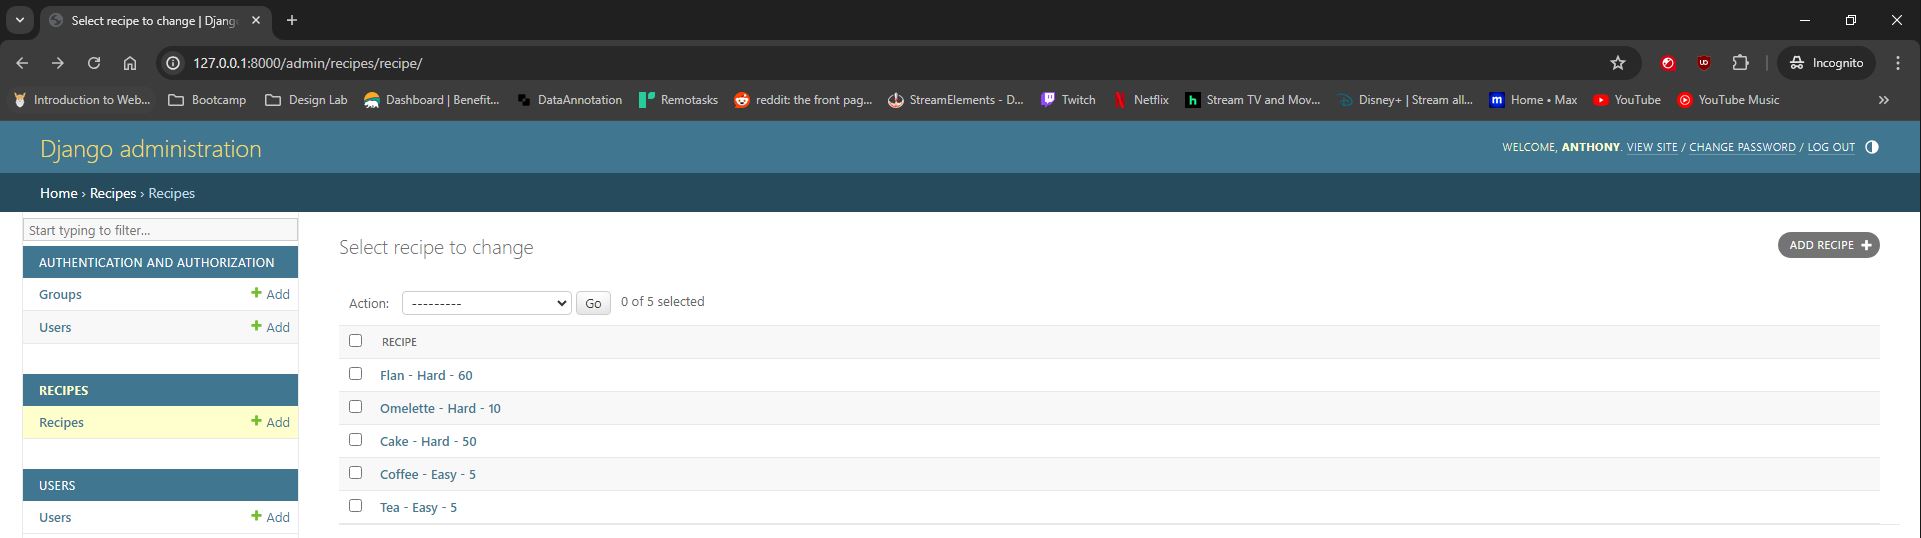 Select recipe to change | Djang
127.0.0.1:8000/admin/recipes/recipe/
Incognito
Introduction to Web... Bootcamp Design Lab Dashboard | Benefit... DataAnnotation Remotasks reddit: the front pag... StreamElements - D... Twitch Netflix Stream TV and Mov... Disney+ | Stream all... Home • Max YouTube YouTube Music »
Django administration
WELCOME, ANTHONY. VIEW SITE / CHANGE PASSWORD / LOG OUT
Home › Recipes › Recipes
Start typing to filter...
AUTHENTICATION AND AUTHORIZATION
Groups + Add
Users + Add
RECIPES
Recipes + Add
USERS
Users + Add
Select recipe to change
ADD RECIPE +
Action: --------- Go 0 of 5 selected
RECIPE
Flan - Hard - 60
Omelette - Hard - 10
Cake - Hard - 50
Coffee - Easy - 5
Tea - Easy - 5